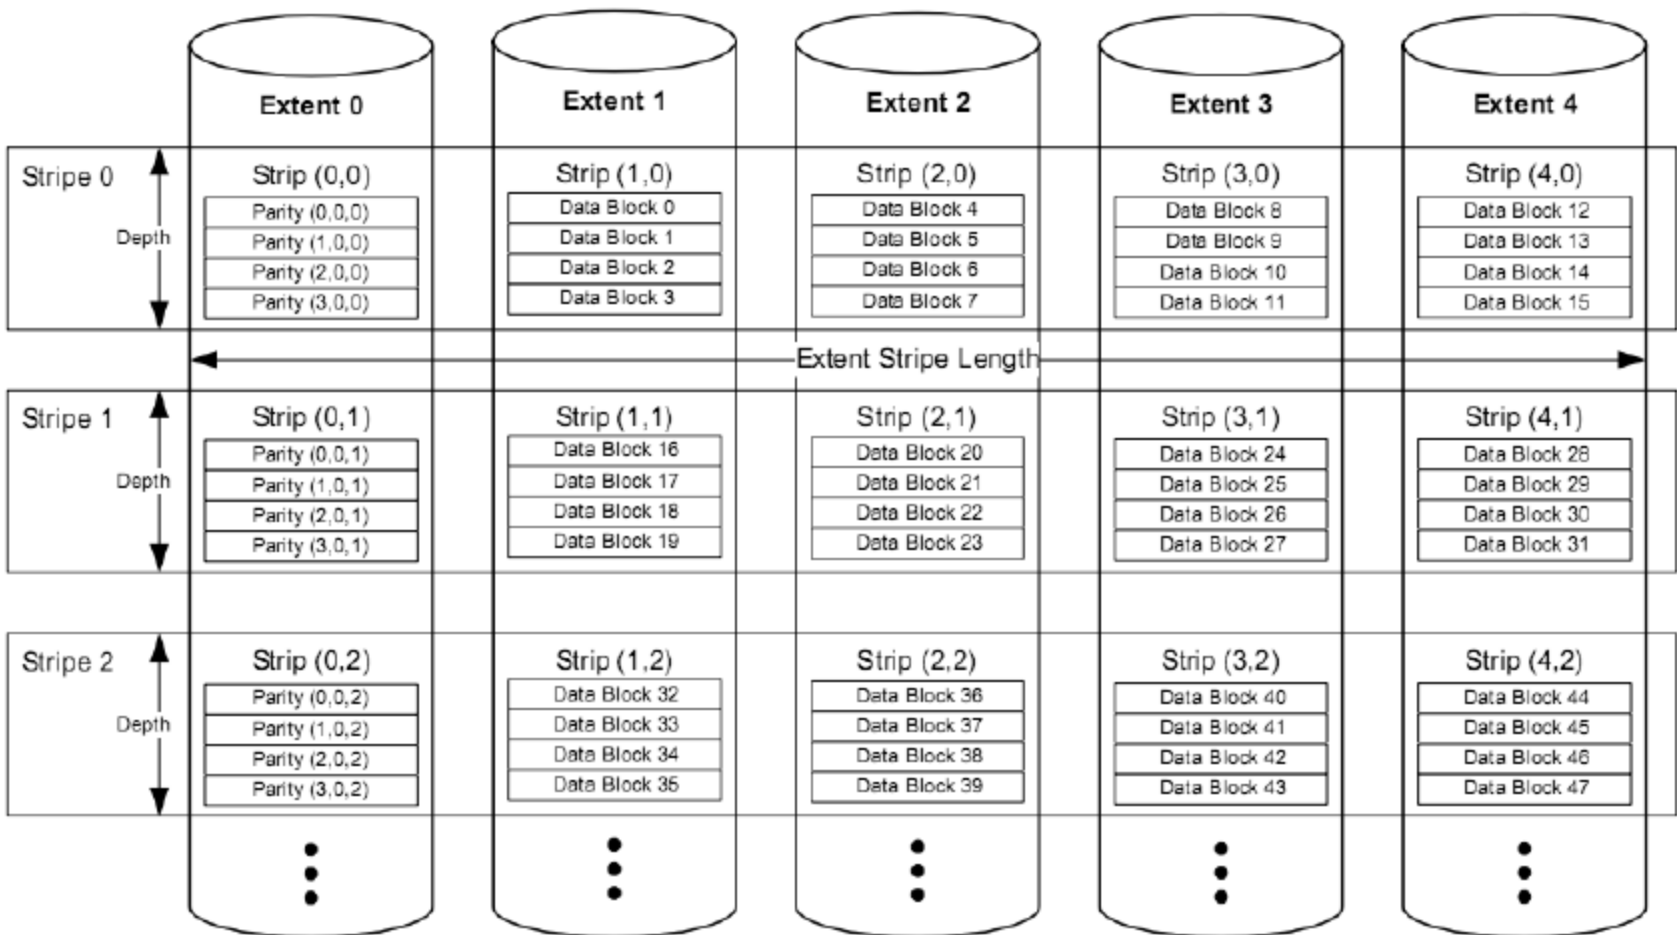 Extent 0 Extent 1 Extent 2 Extent 3 Extent 4
Stripe 0 Strip (0,0) Strip (1,0) Strip (2,0) Strip (3,0) Strip (4,0)
Parity (0,0,0) Data Block 0 Data Block 4 Data Block 8 Data Block 12
Depth Parity (1,0,0) Data Block 1 Data Block 5 Data Block 9 Data Block 13
Parity (2,0,0) Data Block 2 Data Block 6 Data Block 10 Data Block 14
Parity (3,0,0) Data Block 3 Data Block 7 Data Block 11 Data Block 15
Extent Stripe Length
Stripe 1 Strip (0,1) Strip (1,1) Strip (2,1) Strip (3,1) Strip (4,1)
Parity (0,0,1) Data Block 16 Data Block 20 Data Block 24 Data Block 28
Depth Parity (1,0,1) Data Block 17 Data Block 21 Data Block 25 Data Block 29
Parity (2,0,1) Data Block 18 Data Block 22 Data Block 26 Data Block 30
Parity (3,0,1) Data Block 19 Data Block 23 Data Block 27 Data Block 31
Stripe 2 Strip (0,2) Strip (1,2) Strip (2,2) Strip (3,2) Strip (4,2)
Parity (0,0,2) Data Block 32 Data Block 36 Data Block 40 Data Block 44
Depth Parity (1,0,2) Data Block 33 Data Block 37 Data Block 41 Data Block 45
Parity (2,0,2) Data Block 34 Data Block 38 Data Block 42 Data Block 46
Parity (3,0,2) Data Block 35 Data Block 39 Data Block 43 Data Block 47